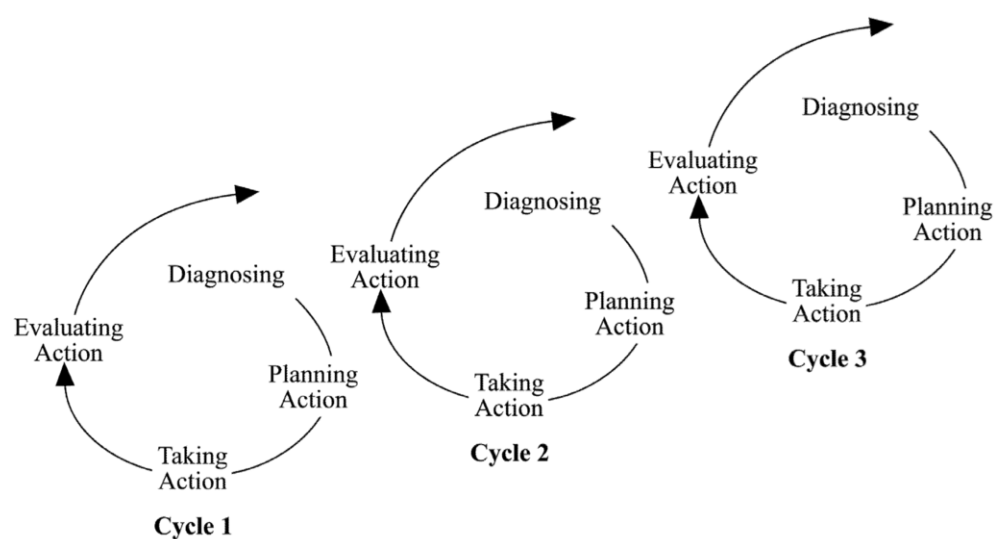 Diagnosing
Planning
Action
Taking
Action
Evaluating
Action
Cycle 1
Diagnosing
Planning
Action
Taking
Action
Evaluating
Action
Cycle 2
Diagnosing
Planning
Action
Taking
Action
Evaluating
Action
Cycle 3